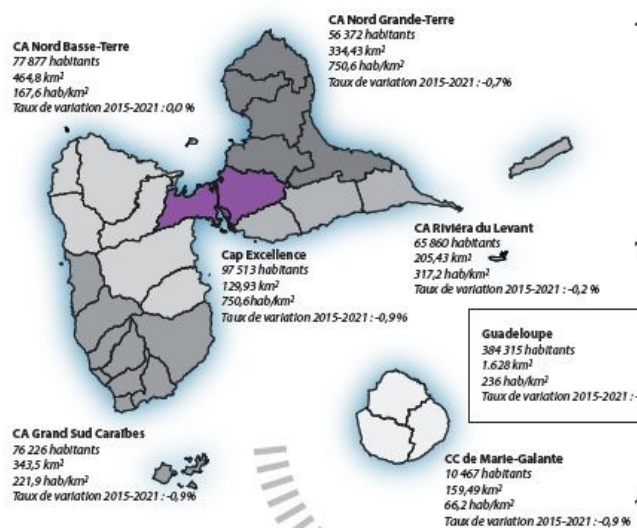 CA Nord Basse-Terre
77 877 habitants
464,8 km²
167,6 hab/km²
Taux de variation 2015-2021 : 0,0 %
CA Nord Grande-Terre
56 372 habitants
334,43 km²
750,6 hab/km²
Taux de variation 2015-2021 : -0,7%
Cap Excellence
97 513 habitants
129,93 km²
750,6 hab/km²
Taux de variation 2015-2021 : -0,9%
CA Riviéra du Levant
65 860 habitants
205,43 km²
317,2 hab/km²
Taux de variation 2015-2021 : -0,2 %
Guadeloupe
384 315 habitants
1.628 km²
236 hab/km²
Taux de variation 2015-2021 : -
CA Grand Sud Caraïbes
76 226 habitants
343,5 km²
221,9 hab/km²
Taux de variation 2015-2021 : -0,9%
CC de Marie-Galante
10 467 habitants
159,49 km²
66,2 hab/km²
Taux de variation 2015-2021 : -0,9 %